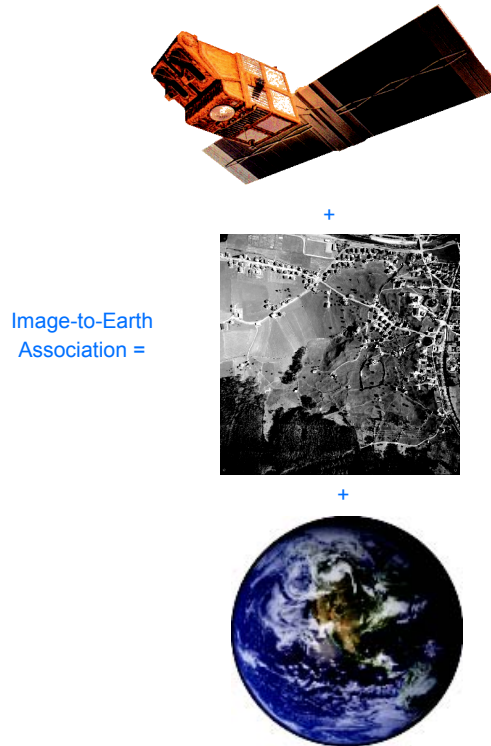 +
Image-to-Earth
Association =
+